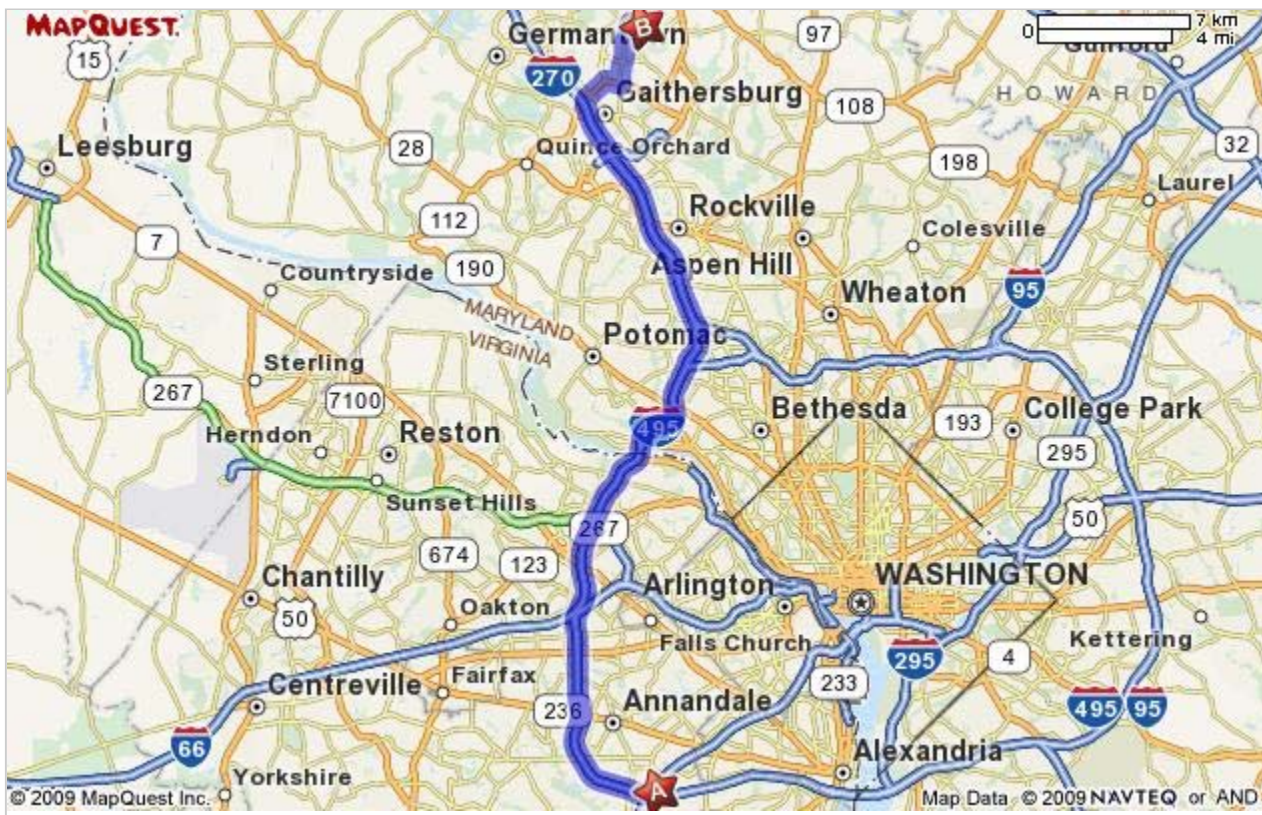 MAPQUEST.
7 km
0
4 mi
15
Germantown
B
97
Guilford
270
Gaithersburg
HOWARD
108
Leesburg
28
Quince Orchard
198
32
Laurel
112
Rockville
Colesville
7
190
Aspen Hill
Countryside
Wheaton
95
MARYLAND
VIRGINIA
Potomac
Sterling
267
7100
495
Bethesda
193
College Park
Herndon
Reston
295
Sunset Hills
50
267
674
123
Chantilly
Arlington
WASHINGTON
50
Oakton
Falls Church
Kettering
295
4
Centreville
Fairfax
233
236
Annandale
495
95
66
Alexandria
Yorkshire
A
© 2009 MapQuest Inc.
Map Data © 2009 NAVTEQ or AND